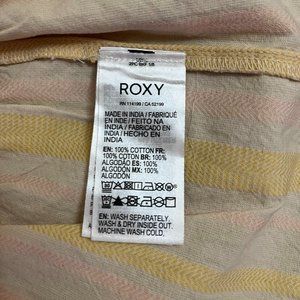 ROXY
RN 114199 / CA 52199
MADE IN INDIA / FABRIQUÉ
EN INDE / FEITO NA
INDIA / FABRICADO EN
INDIA / HECHO EN
INDIA
EN: 100% COTTON FR:
100% COTON BR: 100%
ALGODÃO ES: 100%
ALGODÓN MX: 100%
ALGODÓN
EN: WASH SEPARATELY.
WASH & DRY INSIDE OUT.
MACHINE WASH COLD.